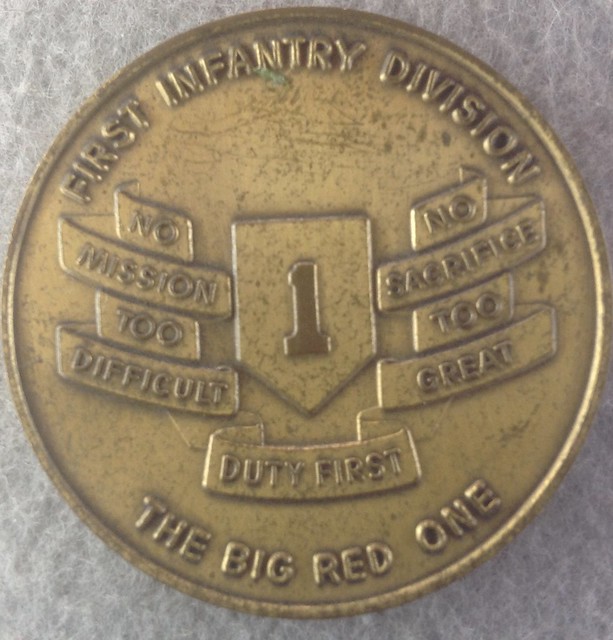 FIRST INFANTRY DIVISION
NO
MISSION
TOO
DIFFICULT
1
NO
SACRIFICE
TOO
GREAT
DUTY FIRST
THE BIG RED ONE